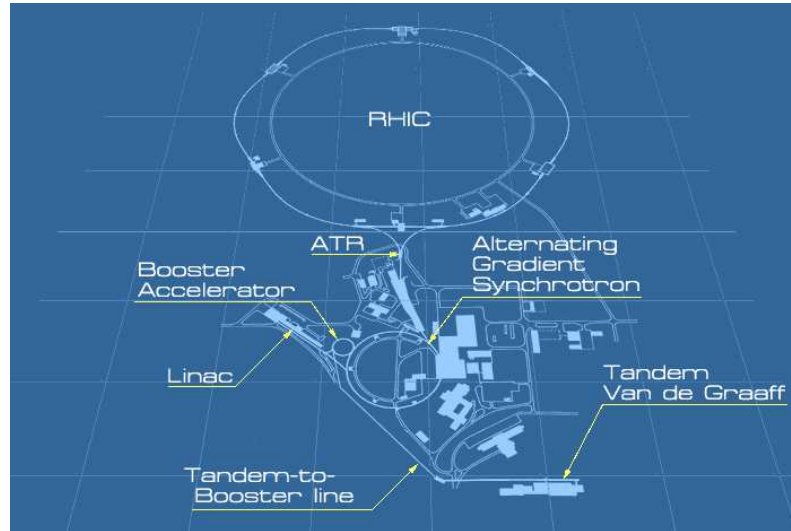 RHIC
ATR
Alternating
Gradient
Synchrotron
Booster
Accelerator
Linac
Tandem
Van de Graaff
Tandem-to-
Booster line